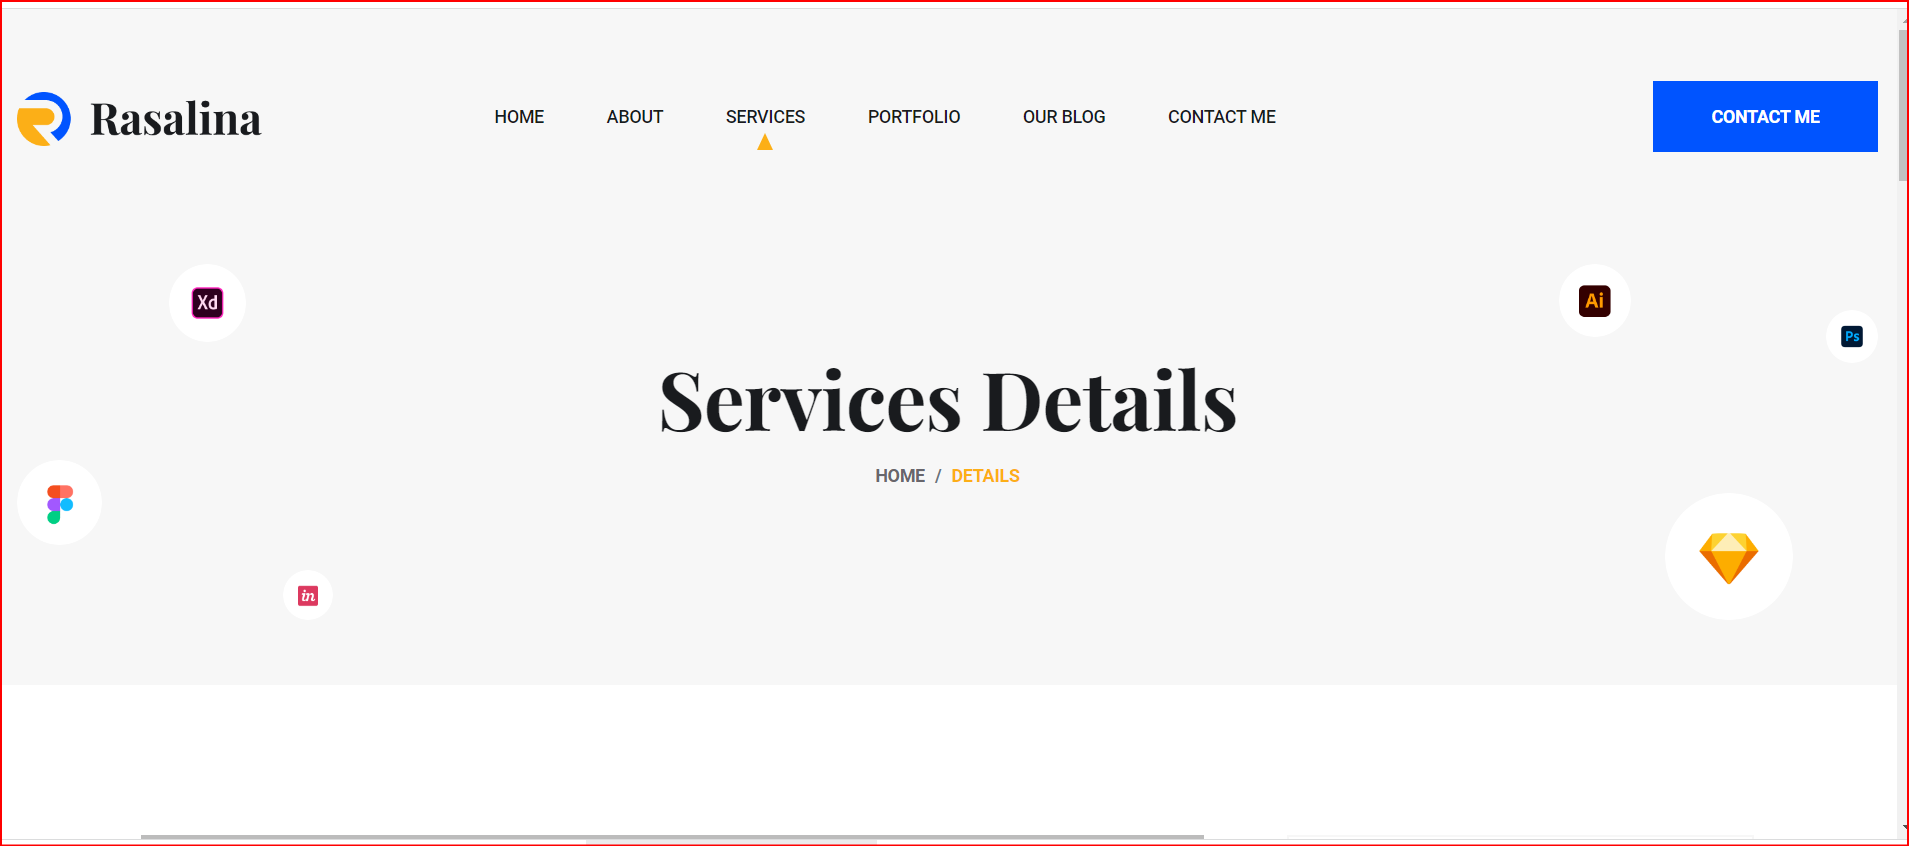 Rasalina
HOME ABOUT SERVICES PORTFOLIO OUR BLOG CONTACT ME
CONTACT ME
Xd
Ai
Ps
Services Details
HOME / DETAILS
in